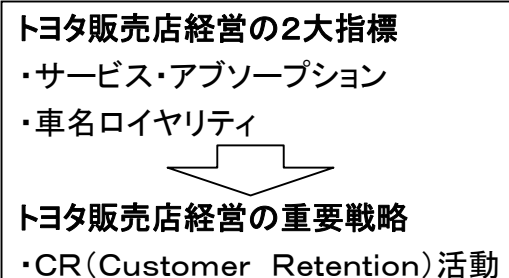 トヨタ販売店経営の２大指標
・サービス・アブソープション
・車名ロイヤリティ
トヨタ販売店経営の重要戦略
・ＣＲ（Customer　Retention）活動